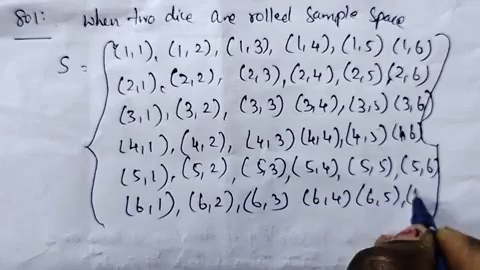 Sol: When two dice are rolled Sample Space
S = { (1,1), (1,2), (1,3), (1,4), (1,5) (1,6)
(2,1), (2,2), (2,3), (2,4), (2,5) (2,6)
(3,1), (3,2), (3,3) (3,4), (3,5) (3,6)
(4,1), (4,2), (4,3) (4,4), (4,5) (4,6)
(5,1), (5,2), (5,3), (5,4), (5,5), (5,6)
(6,1), (6,2), (6,3) (6,4) (6,5), (